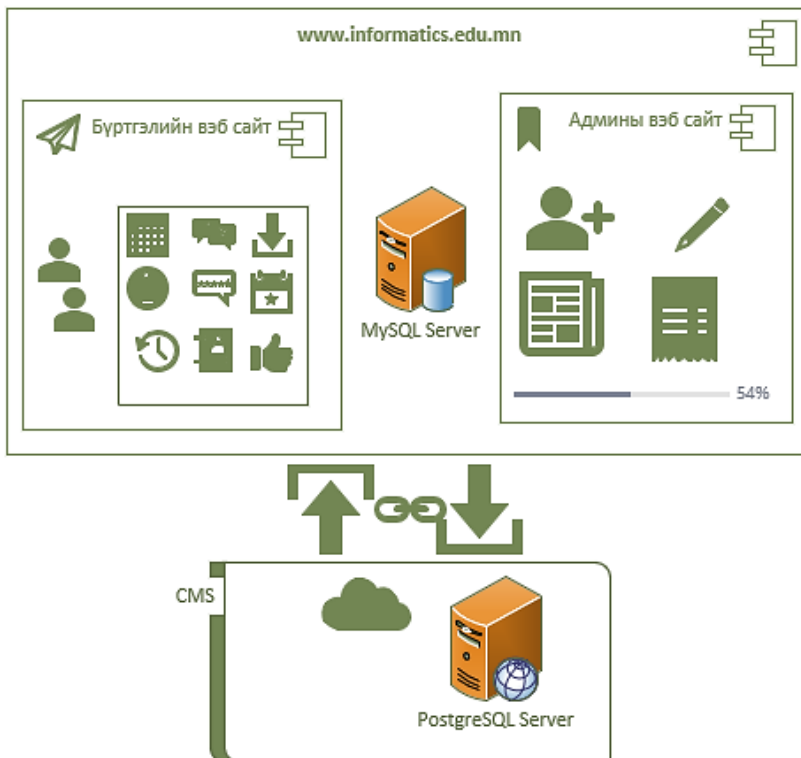 www.informatics.edu.mn
Бүртгэлийн вэб сайт
Админы вэб сайт
MySQL Server
54%
CMS
PostgreSQL Server